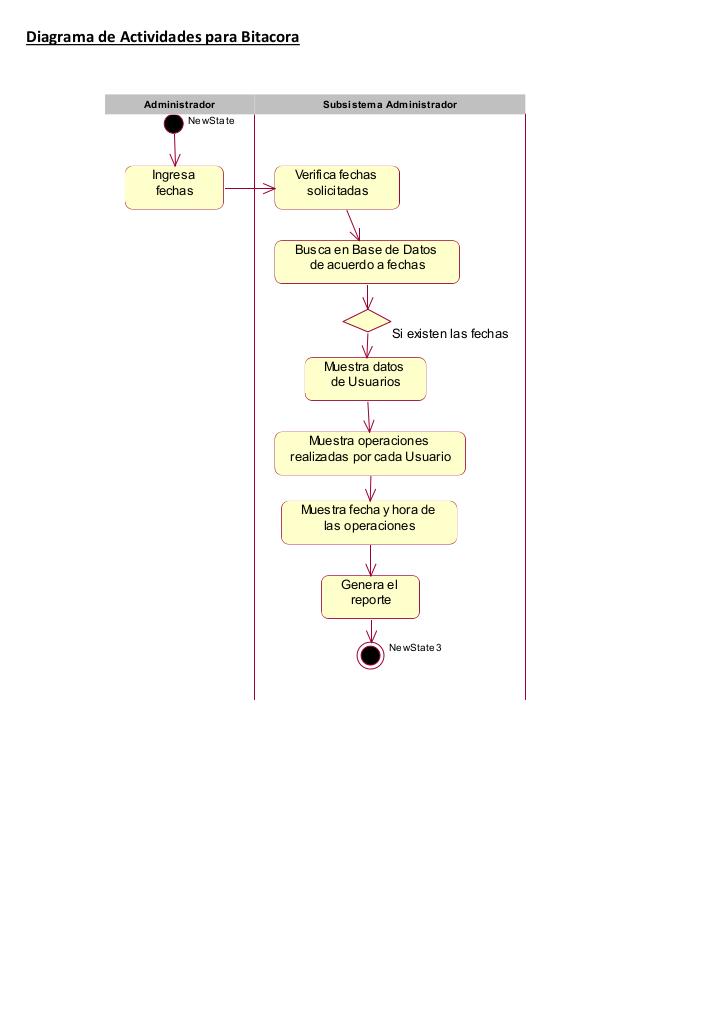 Diagrama de Actividades para Bitacora
Administrador
Subsistema Administrador
NewState
Ingresa
fechas
Verifica fechas
solicitadas
Busca en Base de Datos
de acuerdo a fechas
Si existen las fechas
Muestra datos
de Usuarios
Muestra operaciones
realizadas por cada Usuario
Muestra fecha y hora de
las operaciones
Genera el
reporte
NewState3